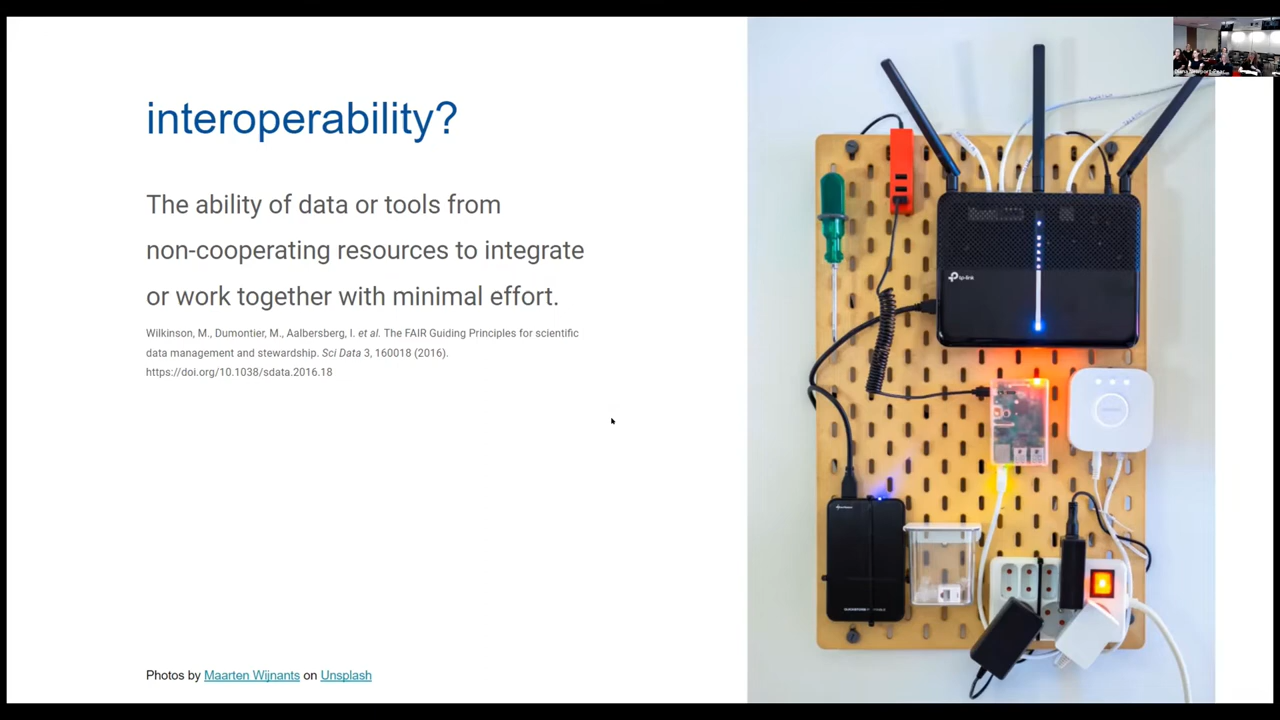 interoperability?
The ability of data or tools from
non-cooperating resources to integrate
or work together with minimal effort.
Wilkinson, M., Dumontier, M., Aalbersberg, I. et al. The FAIR Guiding Principles for scientific
data management and stewardship. Sci Data 3, 160018 (2016).
https://doi.org/10.1038/sdata.2016.18
Photos by Maarten Wijnants on Unsplash
tp-link